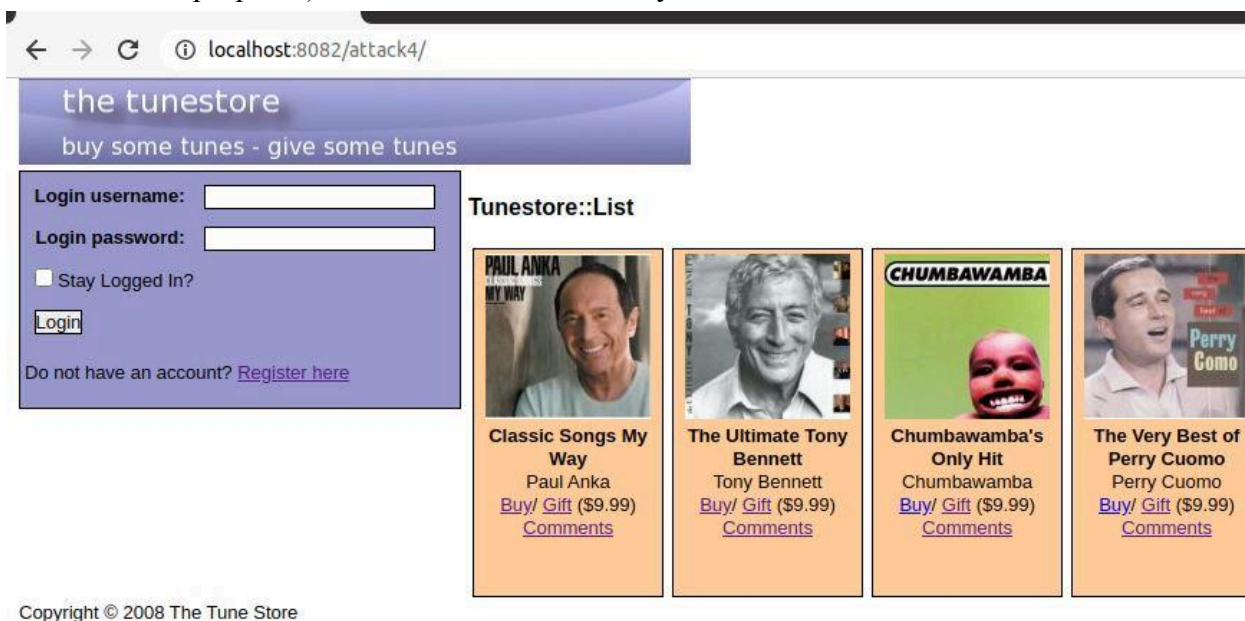 localhost:8082/attack4/
the tunestore
buy some tunes - give some tunes
Login username:
Login password:
Stay Logged In?
Login
Do not have an account? Register here
Tunestore::List
PAUL ANKA
CLASSIC SONGS
MY WAY
Classic Songs My
Way
Paul Anka
Buy/ Gift ($9.99)
Comments
The Ultimate Tony
Bennett
Tony Bennett
Buy/ Gift ($9.99)
Comments
CHUMBAWAMBA
Chumbawamba's
Only Hit
Chumbawamba
Buy/ Gift ($9.99)
Comments
the
very
best of
Perry
Como
The Very Best of
Perry Cuomo
Perry Cuomo
Buy/ Gift ($9.99)
Comments
Copyright © 2008 The Tune Store